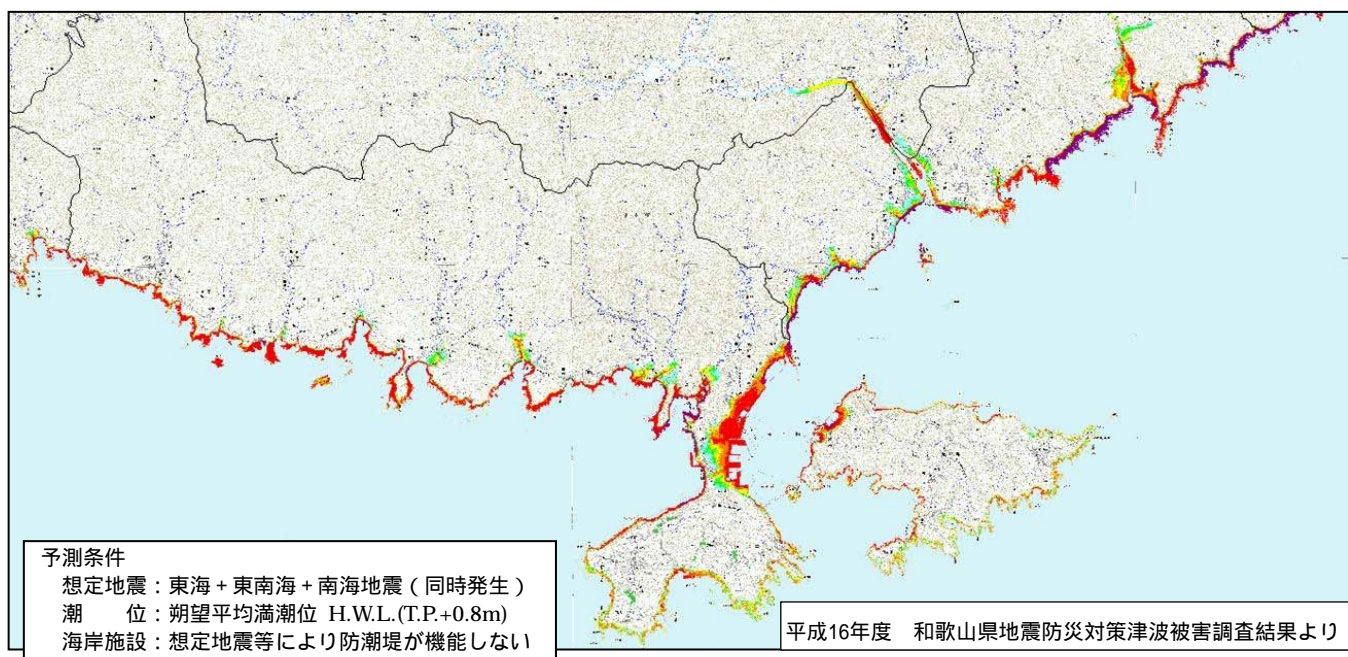 予測条件
想定地震：東海＋東南海＋南海地震（同時発生）
潮　　位：朔望平均満潮位 H.W.L.(T.P.+0.8m)
海岸施設：想定地震等により防潮堤が機能しない
平成16年度　和歌山県地震防災対策津波被害調査結果より